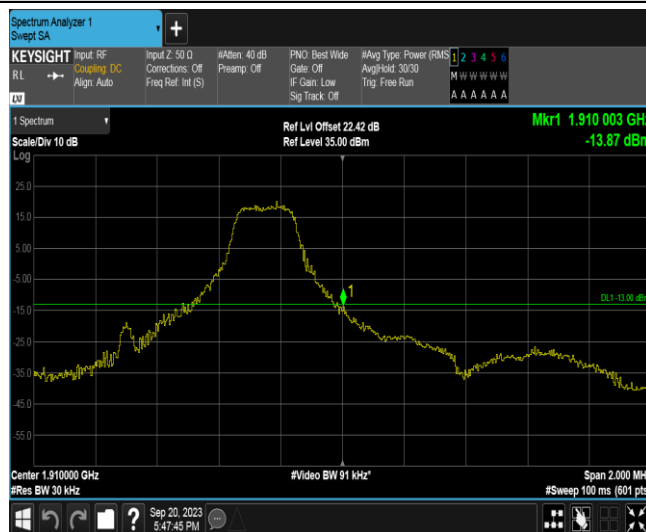 Spectrum Analyzer 1
Swept SA
KEYSIGHT
RL
LXI
Input: RF
Coupling: DC
Align: Auto
Input Z: 50 Ω
Corrections: Off
Freq Ref: Int (S)
#Atten: 40 dB
Preamp: Off
PNO: Best Wide
Gate: Off
IF Gain: Low
Sig Track: Off
#Avg Type: Power (RMS
Avg|Hold: 30/30
Trig: Free Run
1 2 3 4 5 6
M W W W W W
A A A A A A
1 Spectrum
Scale/Div 10 dB
Ref Lvl Offset 22.42 dB
Ref Level 35.00 dBm
Mkr1 1.910 003 GHz
-13.87 dBm
Log
25.0
15.0
5.00
-5.00
-15.0
-25.0
-35.0
-45.0
-55.0
1
DL1 -13.00 dBm
Center 1.910000 GHz
#Res BW 30 kHz
#Video BW 91 kHz*
Span 2.000 MH
#Sweep 100 ms (601 pts
?
Sep 20, 2023
5:47:45 PM